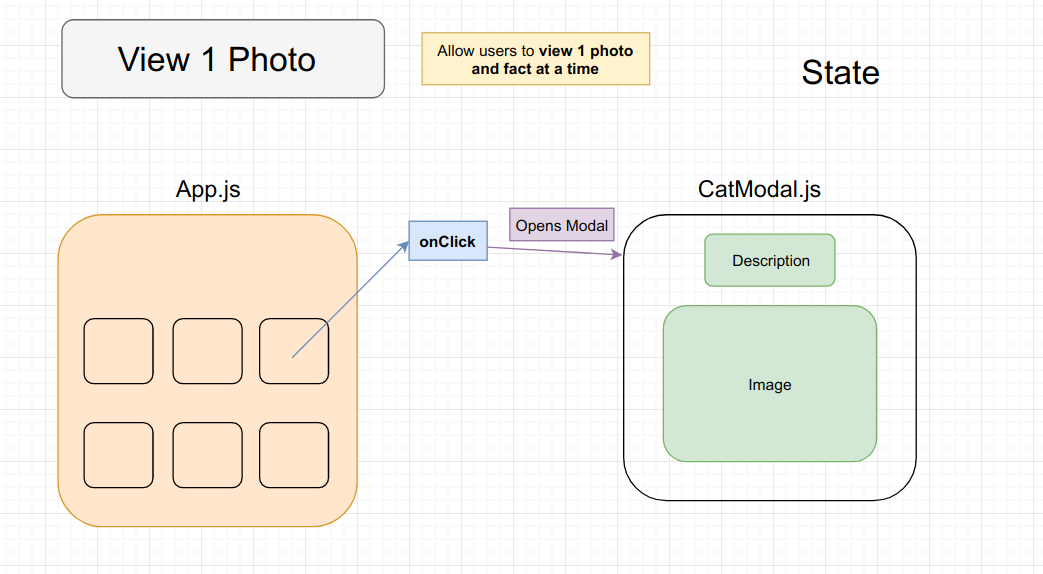 View 1 Photo
Allow users to view 1 photo
and fact at a time
State
App.js
CatModal.js
onClick
Opens Modal
Description
Image